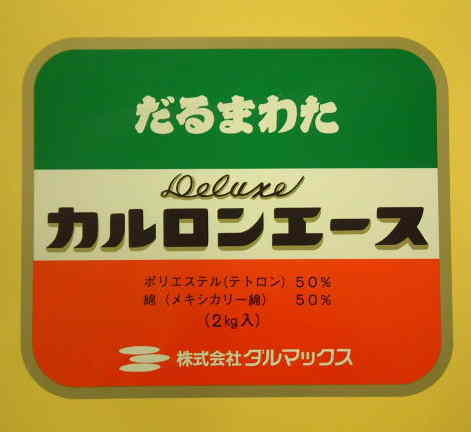 だるまわた
Deluxe
カルロンエース
ポリエステル(テトロン) 50%
綿 (メキシカリー綿) 50%
(2kg入)
株式会社ダルマックス